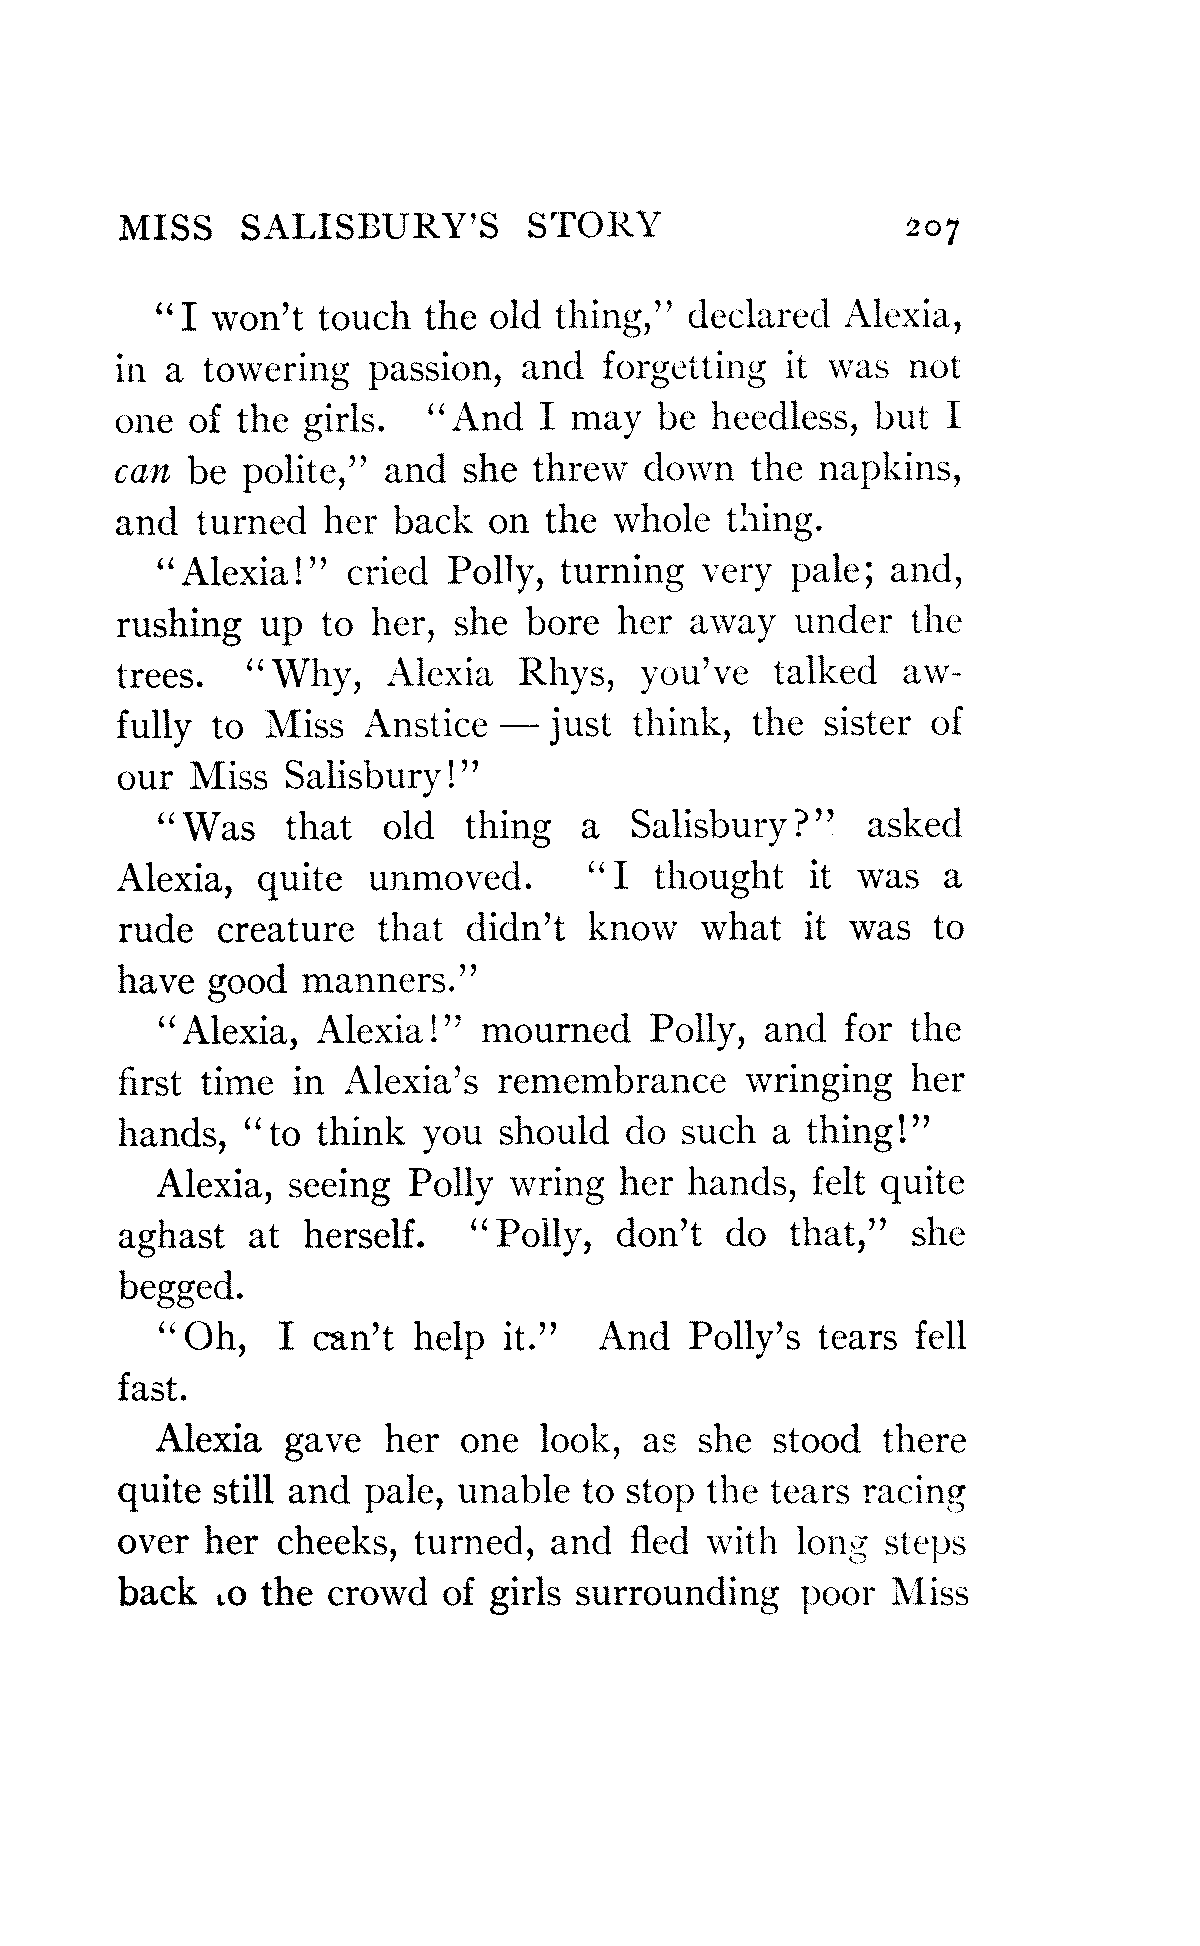 MISS SALISBURY'S STORY 207
"I won't touch the old thing," declared Alexia,
in a towering passion, and forgetting it was not
one of the girls. "And I may be heedless, but I
can be polite," and she threw down the napkins,
and turned her back on the whole thing.
"Alexia!" cried Polly, turning very pale; and,
rushing up to her, she bore her away under the
trees. "Why, Alexia Rhys, you've talked aw-
fully to Miss Anstice — just think, the sister of
our Miss Salisbury!"
"Was that old thing a Salisbury?" asked
Alexia, quite unmoved. "I thought it was a
rude creature that didn't know what it was to
have good manners."
"Alexia, Alexia!" mourned Polly, and for the
first time in Alexia's remembrance wringing her
hands, "to think you should do such a thing!"
Alexia, seeing Polly wring her hands, felt quite
aghast at herself. "Polly, don't do that," she
begged.
"Oh, I can't help it." And Polly's tears fell
fast.
Alexia gave her one look, as she stood there
quite still and pale, unable to stop the tears racing
over her cheeks, turned, and fled with long steps
back to the crowd of girls surrounding poor Miss